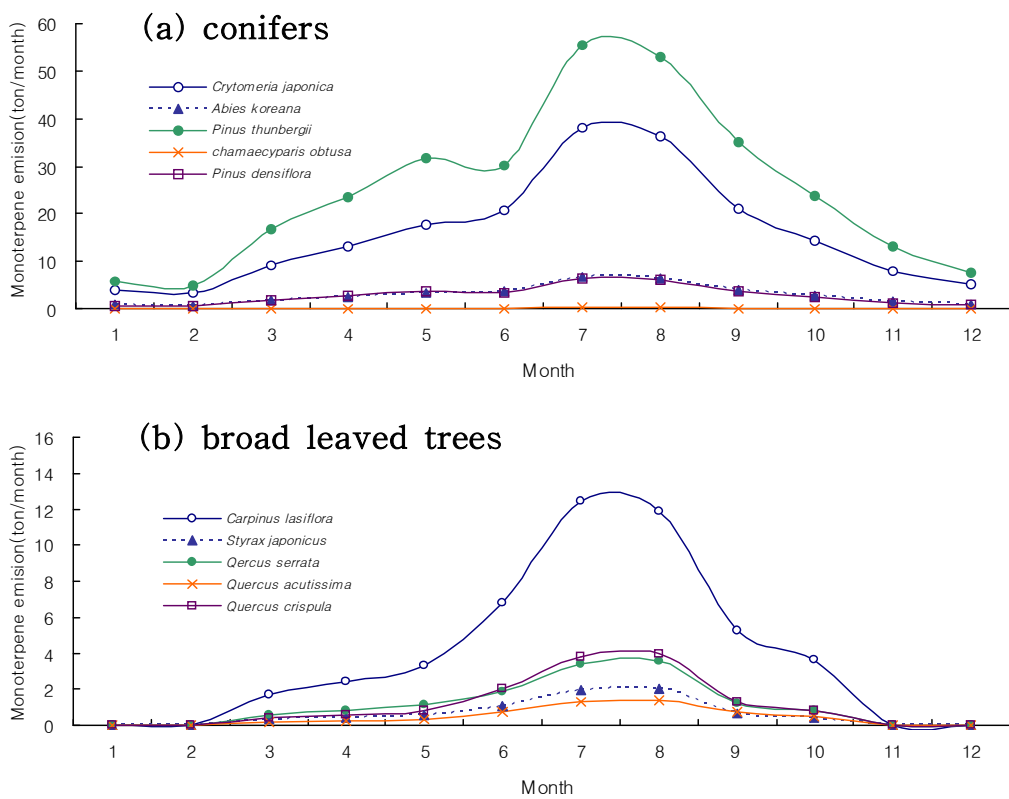 (a) conifers
Monoterpene emision(ton/month)
60
50
40
30
20
10
0
Crytomeria japonica
Abies koreana
Pinus thunbergii
chamaecyparis obtusa
Pinus densiflora
1 2 3 4 5 6 7 8 9 10 11 12
Month
(b) broad leaved trees
Monoterpene emision(ton/month)
16
14
12
10
8
6
4
2
0
Carpinus lasiflora
Styrax japonicus
Qercus serrata
Quercus acutissima
Quercus crispula
1 2 3 4 5 6 7 8 9 10 11 12
Month